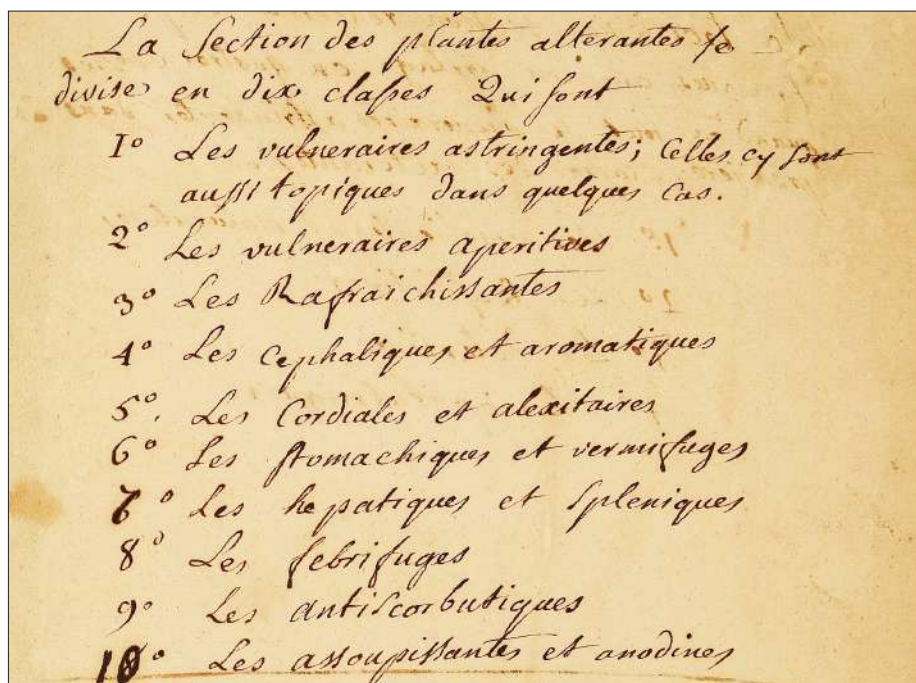 La Section des plantes alterantes se
divise en dix classes Qui sont
1° Les vulneraires astringentes; Celles cy sont
aussi topiques dans quelques Cas.
2° Les vulneraires aperitives
3° Les Rafraichissantes
4° Les Cephaliques et aromatiques
5°. Les Cordiales et alexitaires
6° Les stomachiques et vermifuges
7° Les hepatiques et spleniques
8° Les febrifuges
9° Les antiscorbutiques
10° Les assoupissantes et anodines